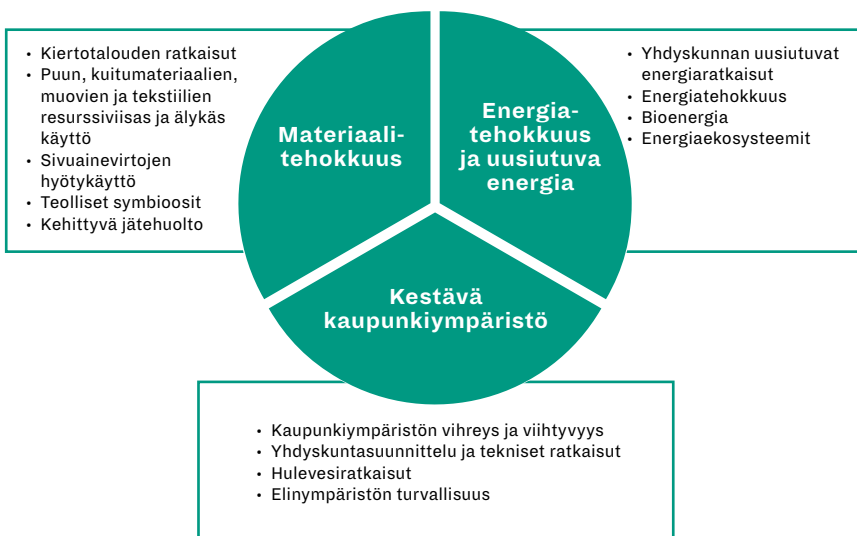 • Kiertotalouden ratkaisut
• Puun, kuitumateriaalien,
muovien ja tekstiilien
resurssiviisas ja älykäs
käyttö
• Sivuainevirtojen
hyötykäyttö
• Teolliset symbioosit
• Kehittyvä jätehuolto
Materiaali-
tehokkuus
Energia-
tehokkuus
ja uusiutuva
energia
• Yhdyskunnan uusiutuvat
energiaratkaisut
• Energiatehokkuus
• Bioenergia
• Energiaekosysteemit
Kestävä
kaupunkiympäristö
• Kaupunkiympäristön vihreys ja viihtyvyys
• Yhdyskuntasuunnittelu ja tekniset ratkaisut
• Hulevesiratkaisut
• Elinympäristön turvallisuus